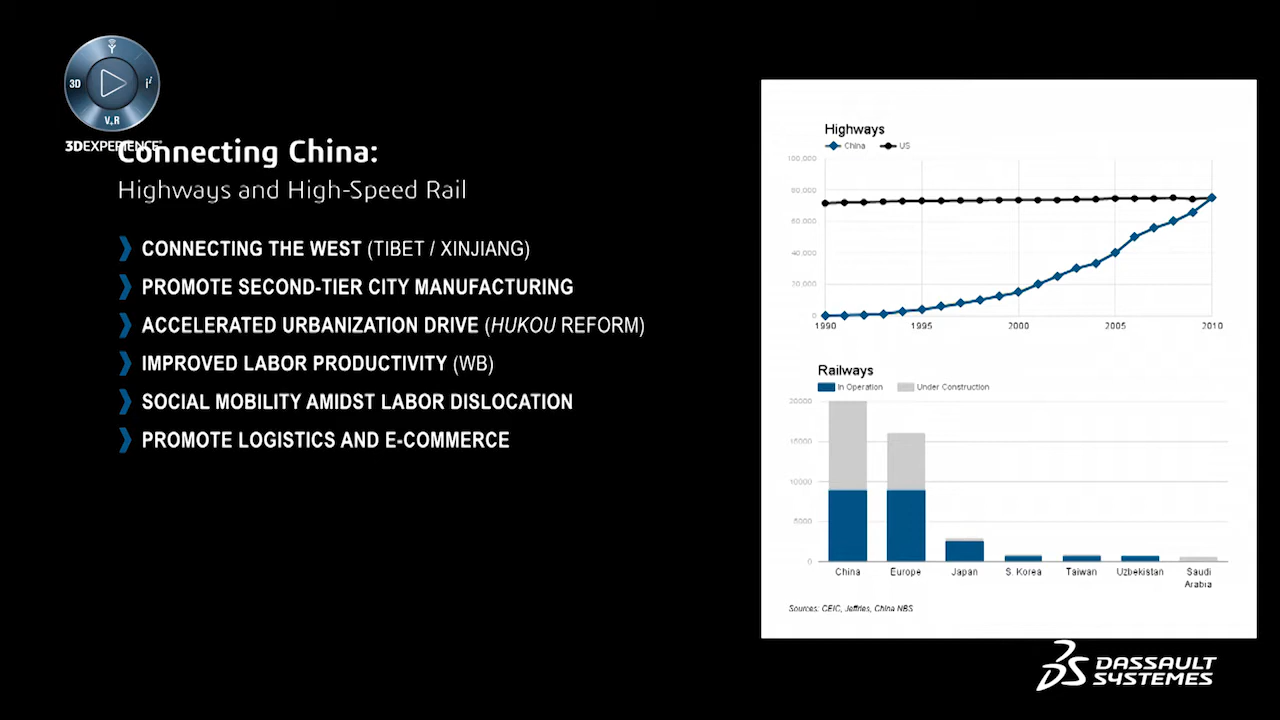 3D
i²
V,R
3DEXPERIENCE
Connecting China:
Highways and High-Speed Rail
CONNECTING THE WEST (TIBET / XINJIANG)
PROMOTE SECOND-TIER CITY MANUFACTURING
ACCELERATED URBANIZATION DRIVE (HUKOU REFORM)
IMPROVED LABOR PRODUCTIVITY (WB)
SOCIAL MOBILITY AMIDST LABOR DISLOCATION
PROMOTE LOGISTICS AND E-COMMERCE
Highways
China US
100,000
80,000
60,000
40,000
20,000
0
1990 1995 2000 2005 2010
Railways
In Operation Under Construction
20000
15000
10000
5000
0
China Europe Japan S. Korea Taiwan Uzbekistan Saudi
Arabia
Sources: CEIC, Jeffries, China NBS
DASSAULT
SYSTEMES